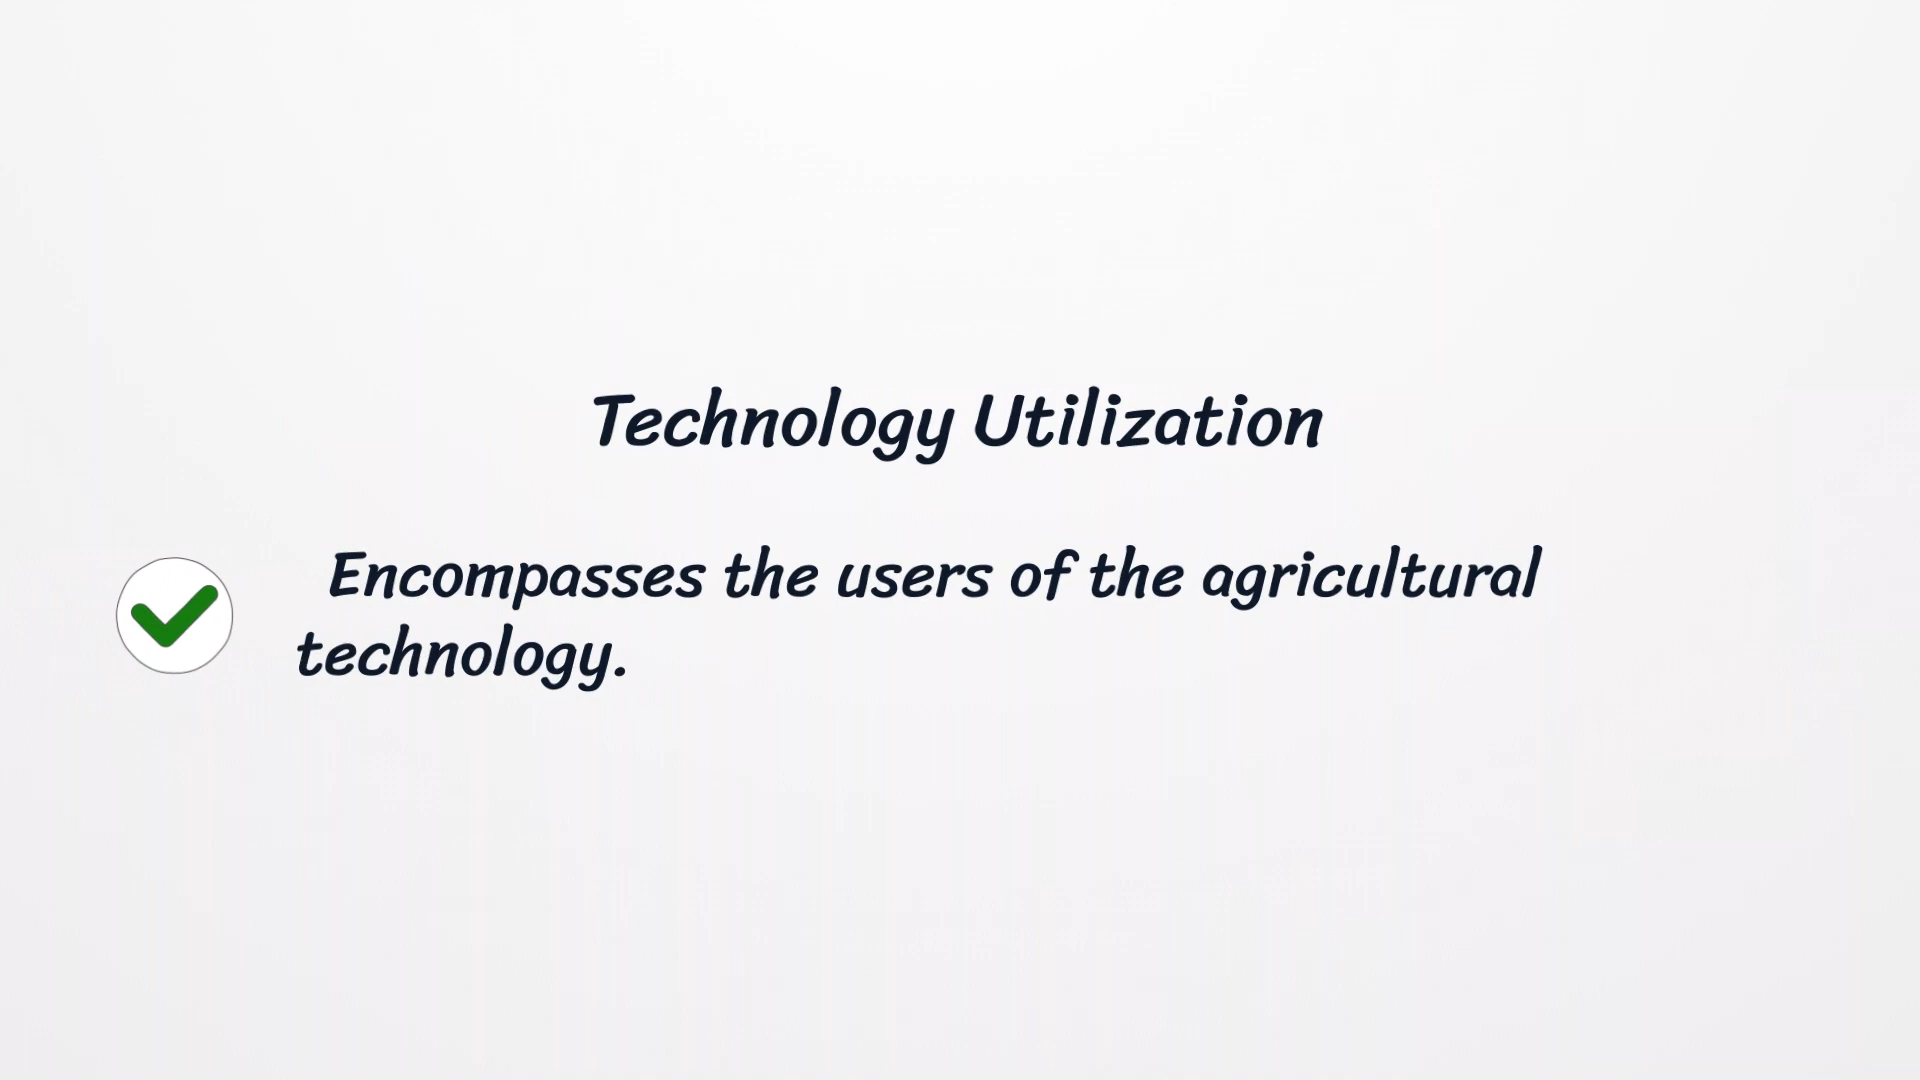 Technology Utilization
Encompasses the users of the agricultural
technology.